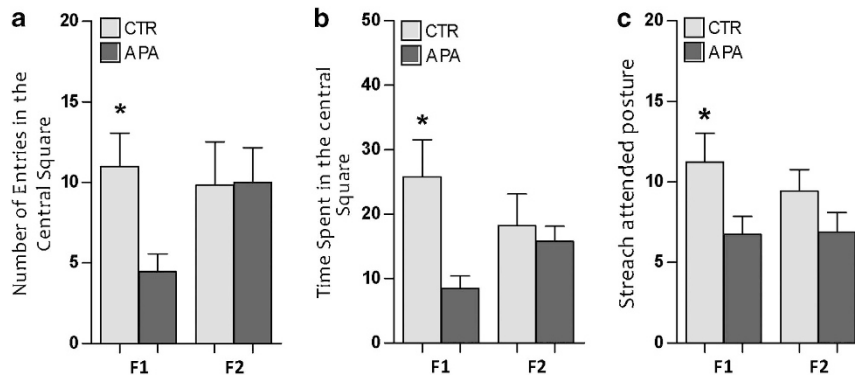 a
20
15
10
5
0
Number of Entries in the
Central Square
CTR
APA
*
F1
F2
b
50
40
30
20
10
0
Time Spent in the central
Square
CTR
APA
*
F1
F2
c
20
15
10
5
0
Streach attended posture
CTR
APA
*
F1
F2